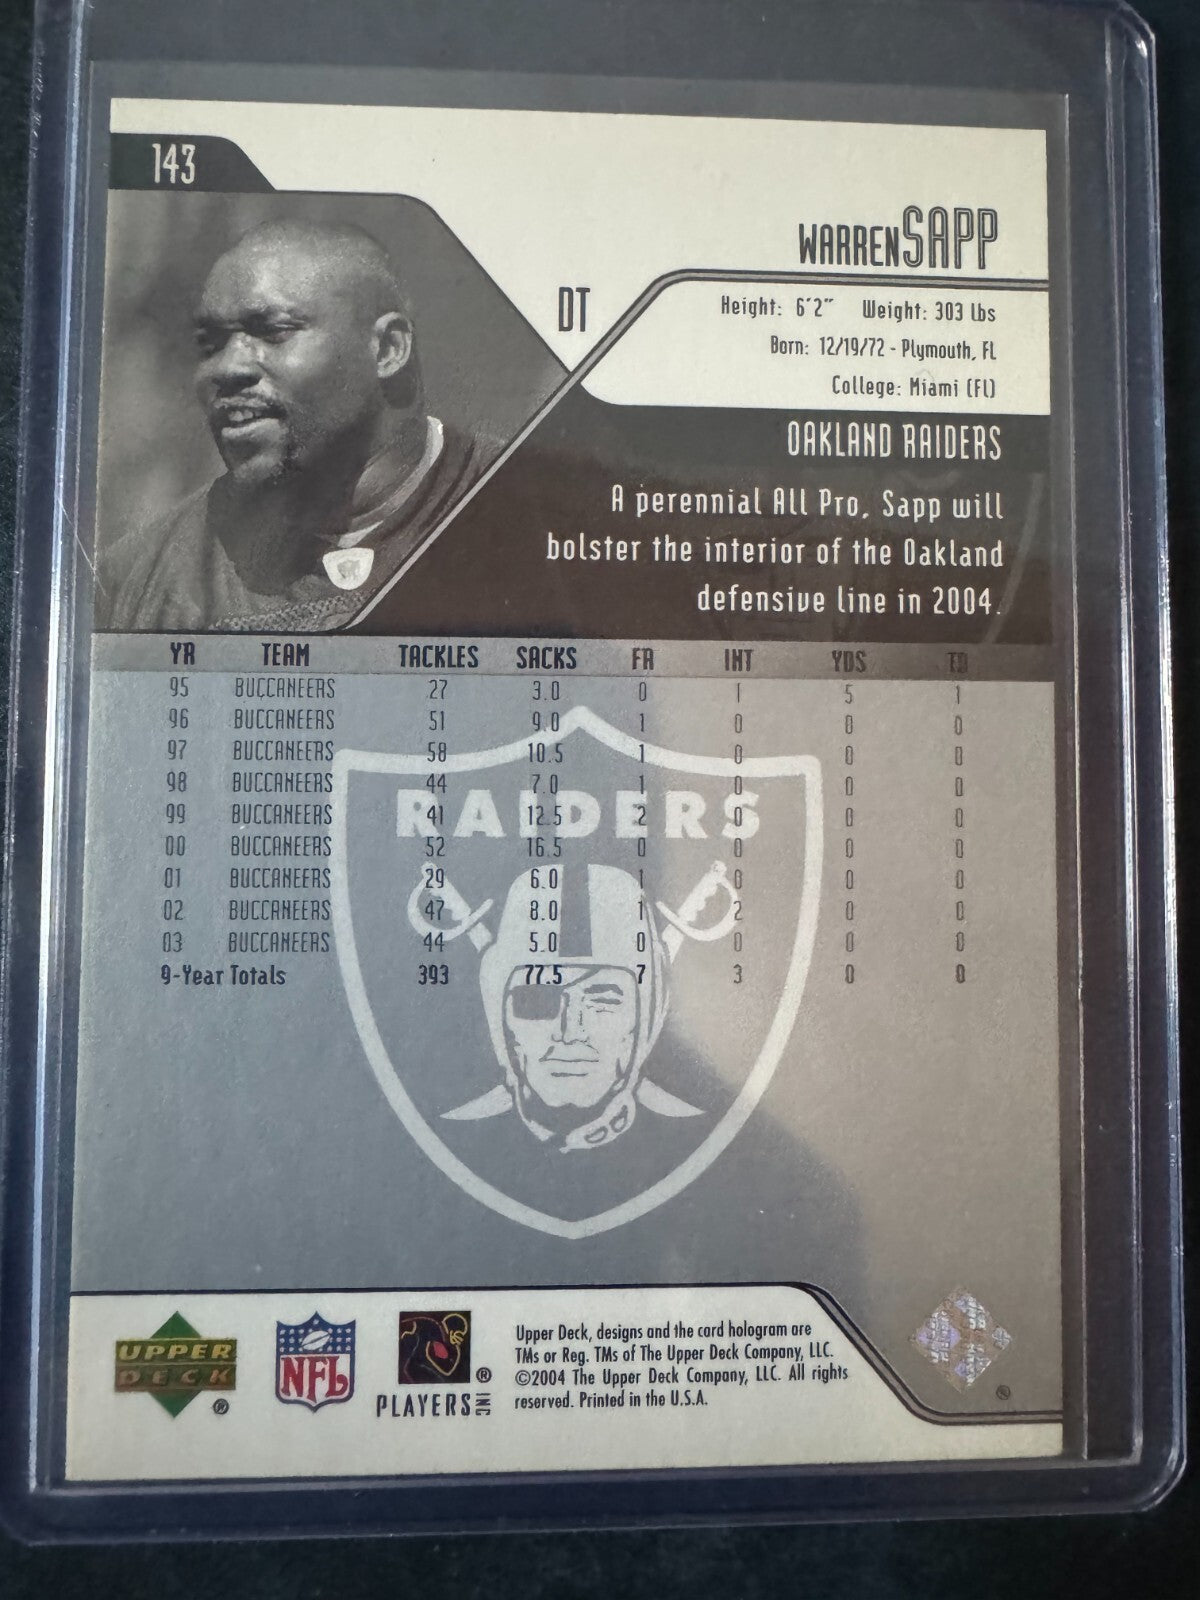 143
WARREN SAPP
DT
Height: 6'2" Weight: 303 lbs
Born: 12/19/72 - Plymouth, FL
College: Miami (FL)
OAKLAND RAIDERS
A perennial All Pro, Sapp will
bolster the interior of the Oakland
defensive line in 2004.
YR TEAM TACKLES SACKS FR INT YDS TD
95 BUCCANEERS 27 3.0 0 1 5 1
96 BUCCANEERS 51 9.0 1 0 0 0
97 BUCCANEERS 58 10.5 1 0 0 0
98 BUCCANEERS 44 7.0 1 0 0 0
99 BUCCANEERS 41 12.5 2 0 0 0
00 BUCCANEERS 52 16.5 0 0 0 0
01 BUCCANEERS 29 6.0 1 0 0 0
02 BUCCANEERS 47 8.0 1 2 0 0
03 BUCCANEERS 44 5.0 0 0 0 0
9-Year Totals 393 77.5 7 3 0 0
RAIDERS
UPPER
DECK
®
NFL
PLAYERS INC
®
Upper Deck, designs and the card hologram are
TMs or Reg. TMs of The Upper Deck Company, LLC.
©2004 The Upper Deck Company, LLC. All rights
reserved. Printed in the U.S.A.
®